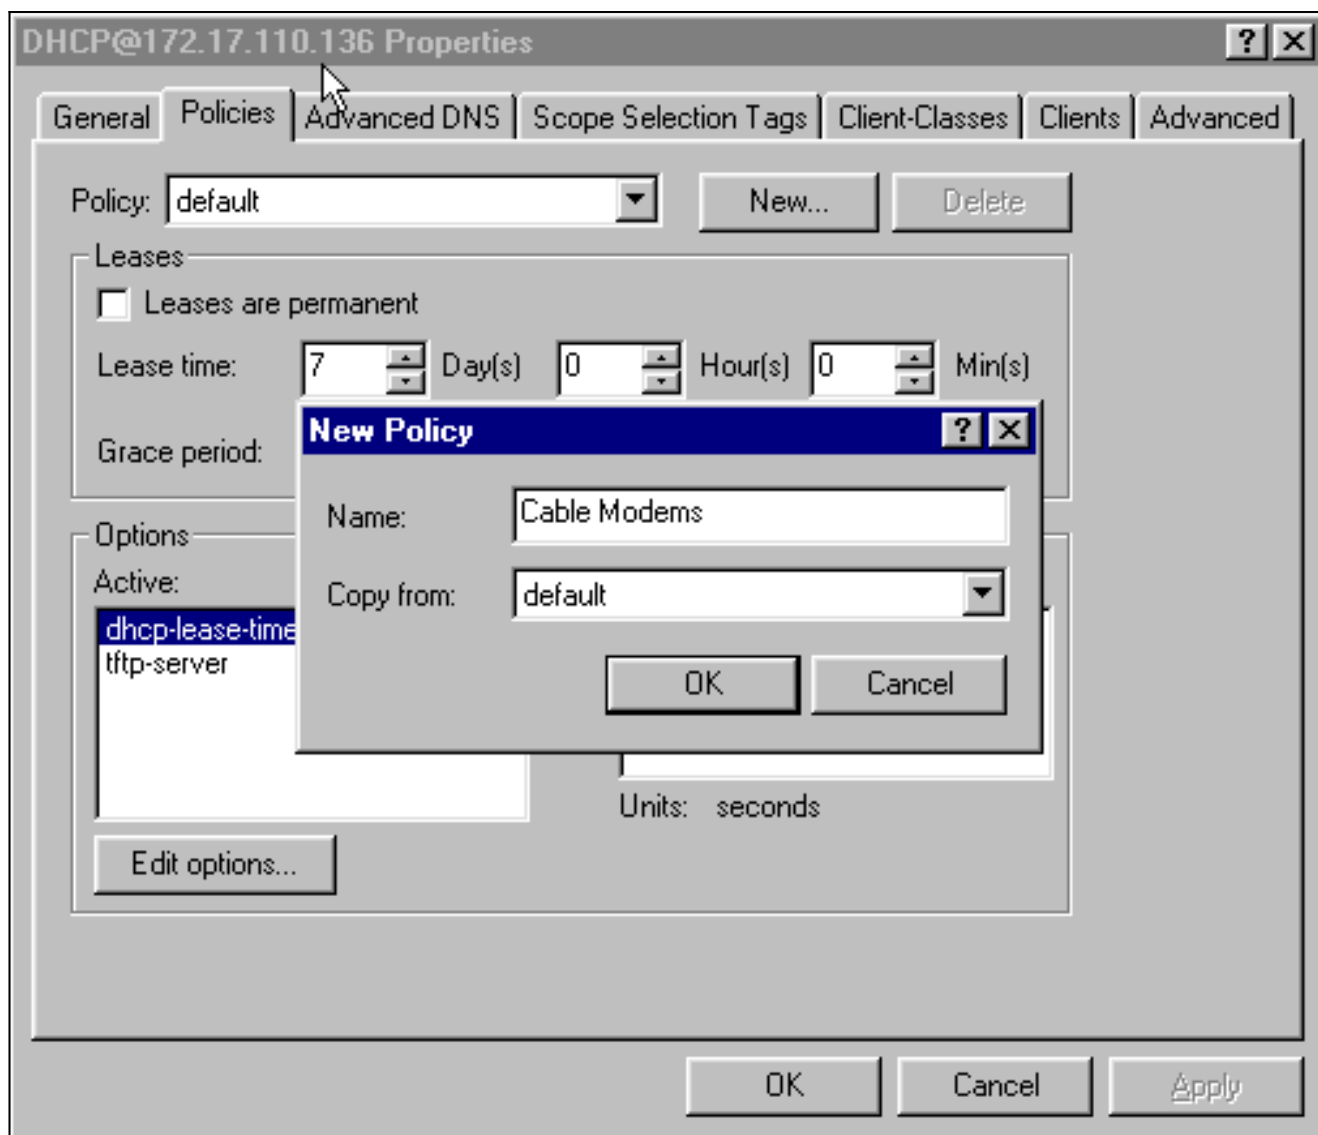 DHCP@172.17.110.136 Properties
General Policies Advanced DNS Scope Selection Tags Client-Classes Clients Advanced
Policy: default New... Delete
Leases
Leases are permanent
Lease time: 7 Day(s) 0 Hour(s) 0 Min(s)
Grace period:
New Policy
Name: Cable Modems
Copy from: default
OK Cancel
Options
Active:
dhcp-lease-time
tftp-server
Units: seconds
Edit options...
OK Cancel Apply